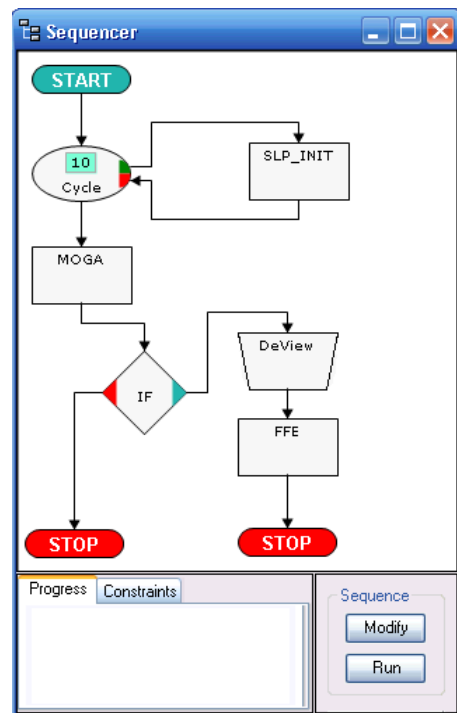 Sequencer
START
10
Cycle
SLP_INIT
MOGA
IF
DeView
FFE
STOP
STOP
Progress
Constraints
Sequence
Modify
Run